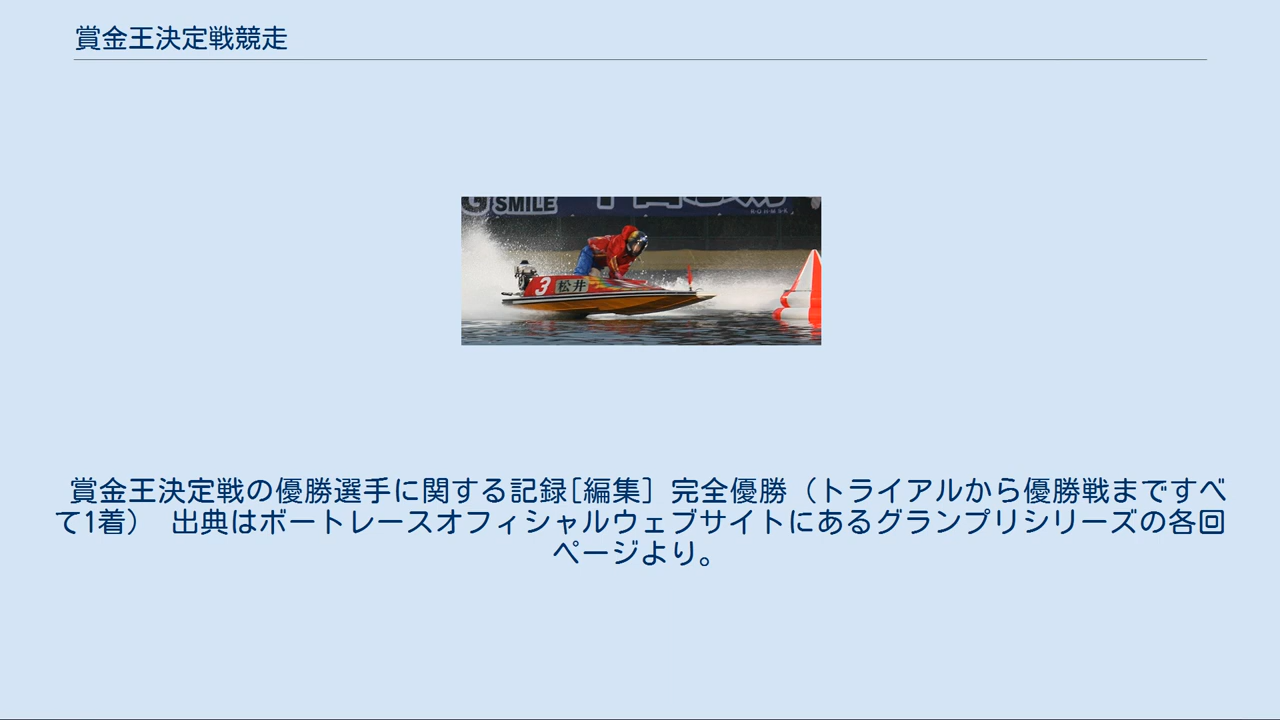 賞金王決定戦競走
G SMILE
3 松井
賞金王決定戦の優勝選手に関する記録[編集] 完全優勝（トライアルから優勝戦まですべ
て1着） 出典はボートレースオフィシャルウェブサイトにあるグランプリシリーズの各回
ページより。